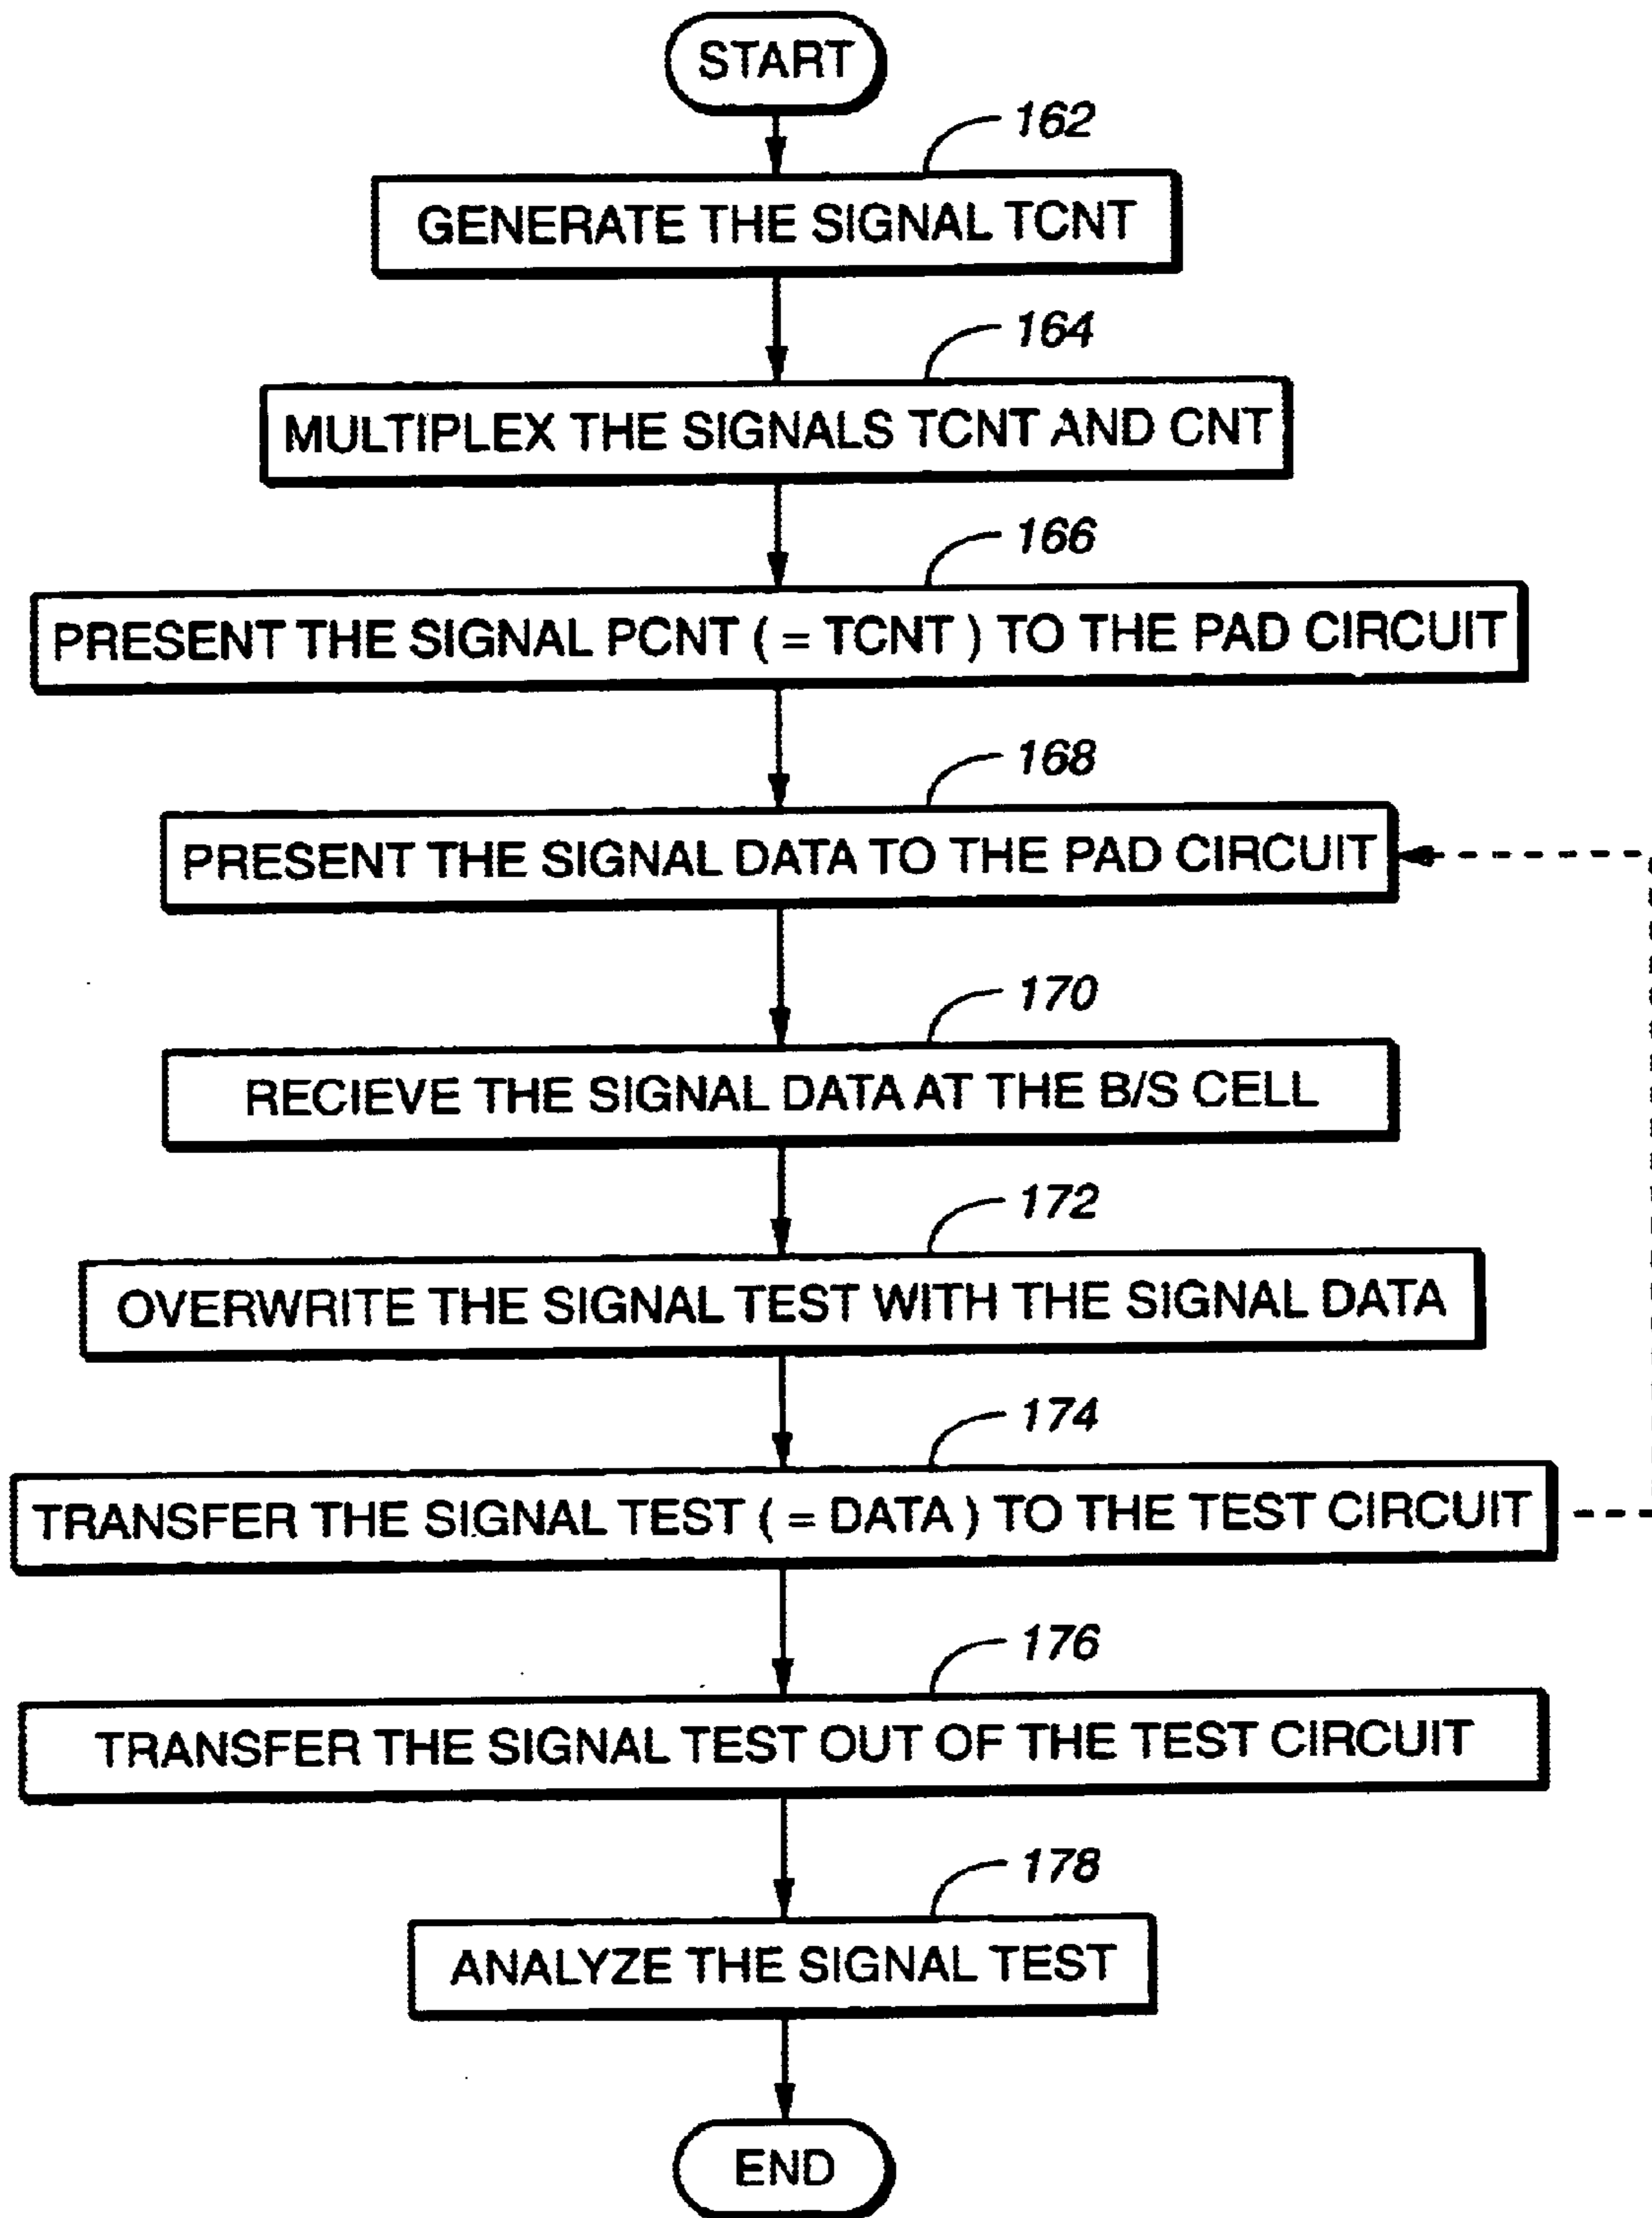 START
162
GENERATE THE SIGNAL TCNT
164
MULTIPLEX THE SIGNALS TCNT AND CNT
166
PRESENT THE SIGNAL PCNT ( = TCNT ) TO THE PAD CIRCUIT
168
PRESENT THE SIGNAL DATA TO THE PAD CIRCUIT
170
RECIEVE THE SIGNAL DATA AT THE B/S CELL
172
OVERWRITE THE SIGNAL TEST WITH THE SIGNAL DATA
174
TRANSFER THE SIGNAL TEST ( = DATA ) TO THE TEST CIRCUIT
176
TRANSFER THE SIGNAL TEST OUT OF THE TEST CIRCUIT
178
ANALYZE THE SIGNAL TEST
END